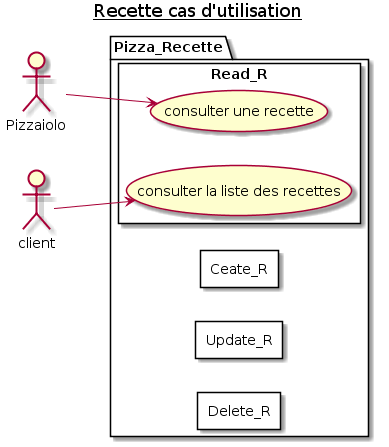 Recette cas d'utilisation
Pizza_Recette
Read_R
consulter une recette
Pizzaiolo
consulter la liste des recettes
client
Ceate_R
Update_R
Delete_R